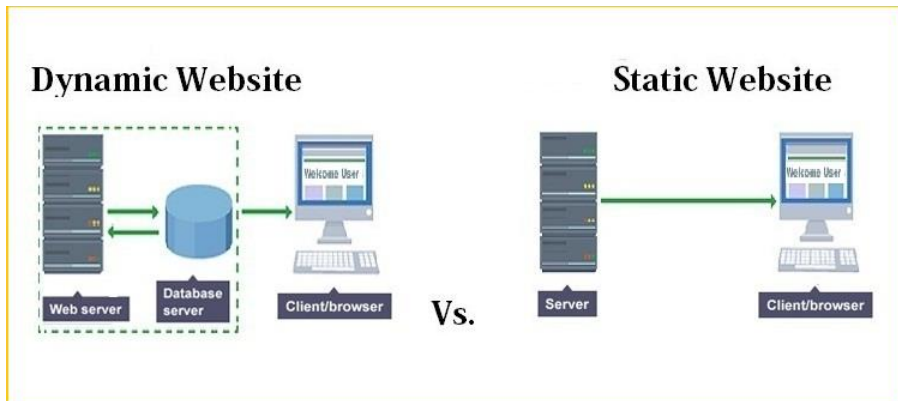 Dynamic Website
Static Website
Welcome User
Welcome User
Web server
Database
server
Client/browser
Vs.
Server
Client/browser